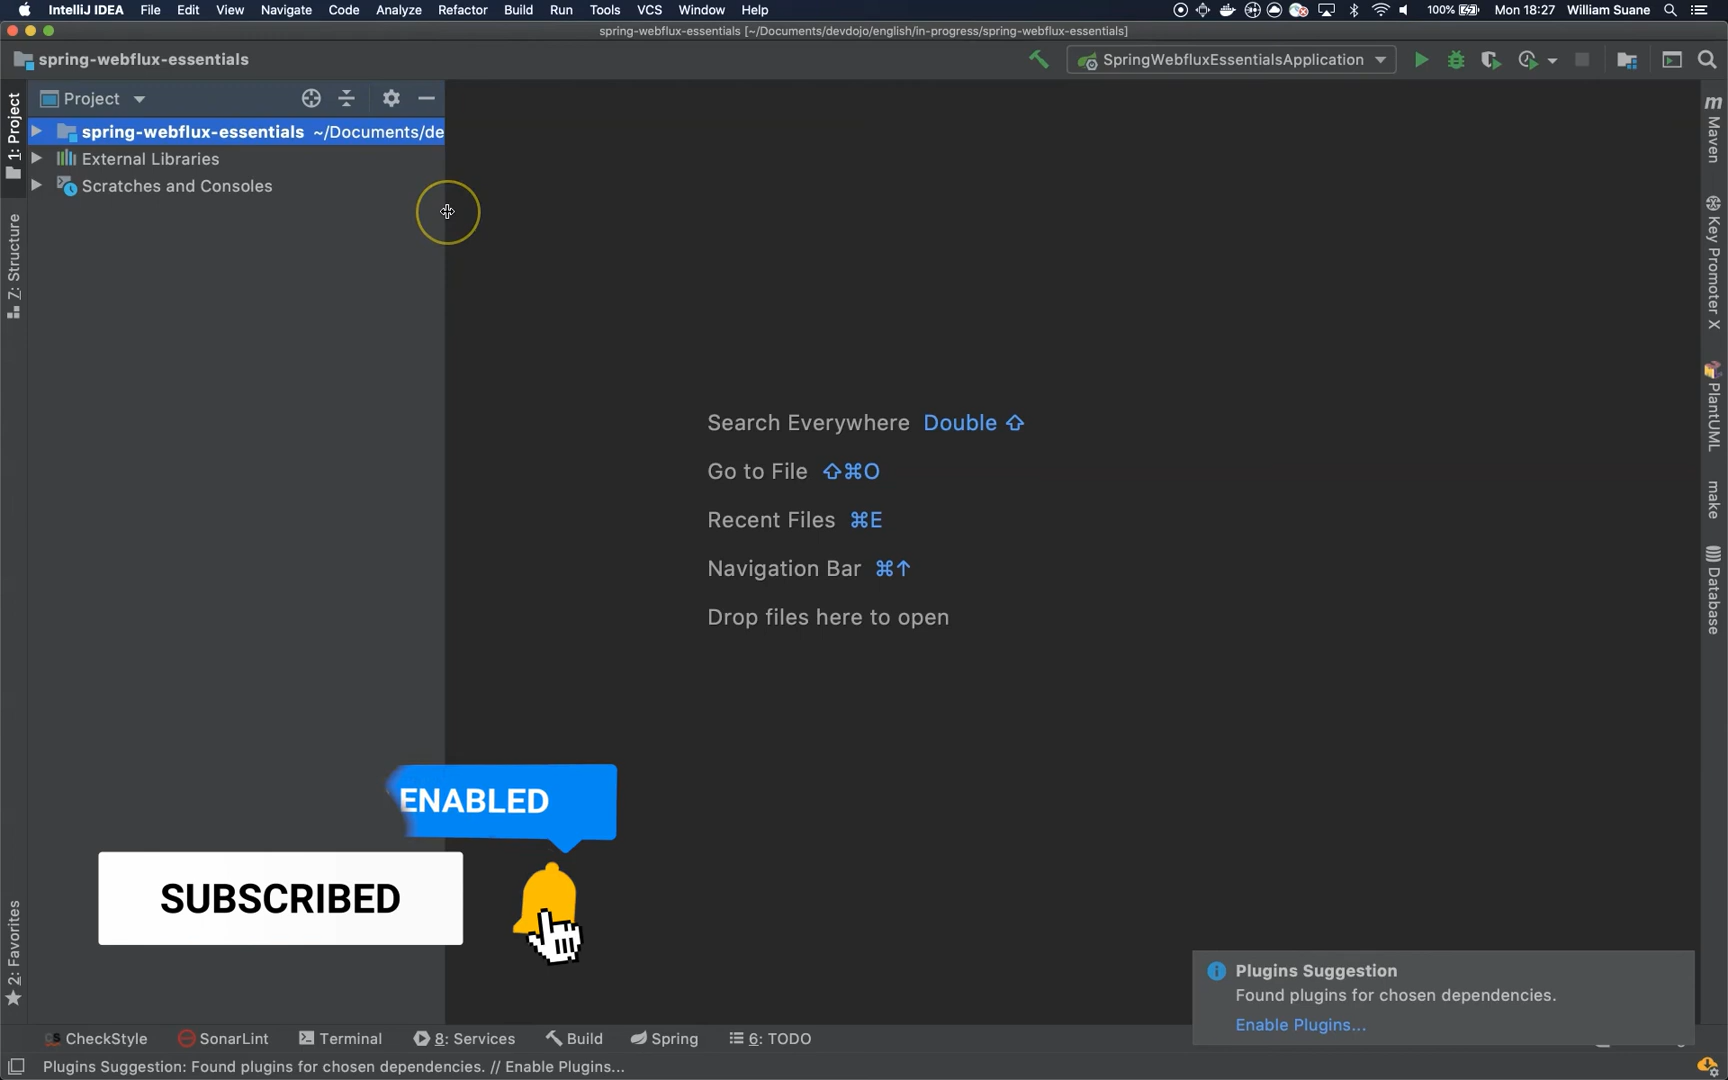 IntelliJ IDEA File Edit View Navigate Code Analyze Refactor Build Run Tools VCS Window Help 100% Mon 18:27 William Suane
spring-webflux-essentials [~/Documents/devdojo/english/in-progress/spring-webflux-essentials]
spring-webflux-essentials SpringWebfluxEssentialsApplication
Project
spring-webflux-essentials ~/Documents/de
External Libraries
Scratches and Consoles
1: Project
Z: Structure
2: Favorites
Search Everywhere Double ⇧
Go to File ⇧⌘O
Recent Files ⌘E
Navigation Bar ⌘↑
Drop files here to open
m Maven
Key Promoter X
PlantUML
make
Database
ENABLED
SUBSCRIBED
Plugins Suggestion
Found plugins for chosen dependencies.
Enable Plugins...
CS CheckStyle SonarLint Terminal 8: Services Build Spring 6: TODO
Plugins Suggestion: Found plugins for chosen dependencies. // Enable Plugins...